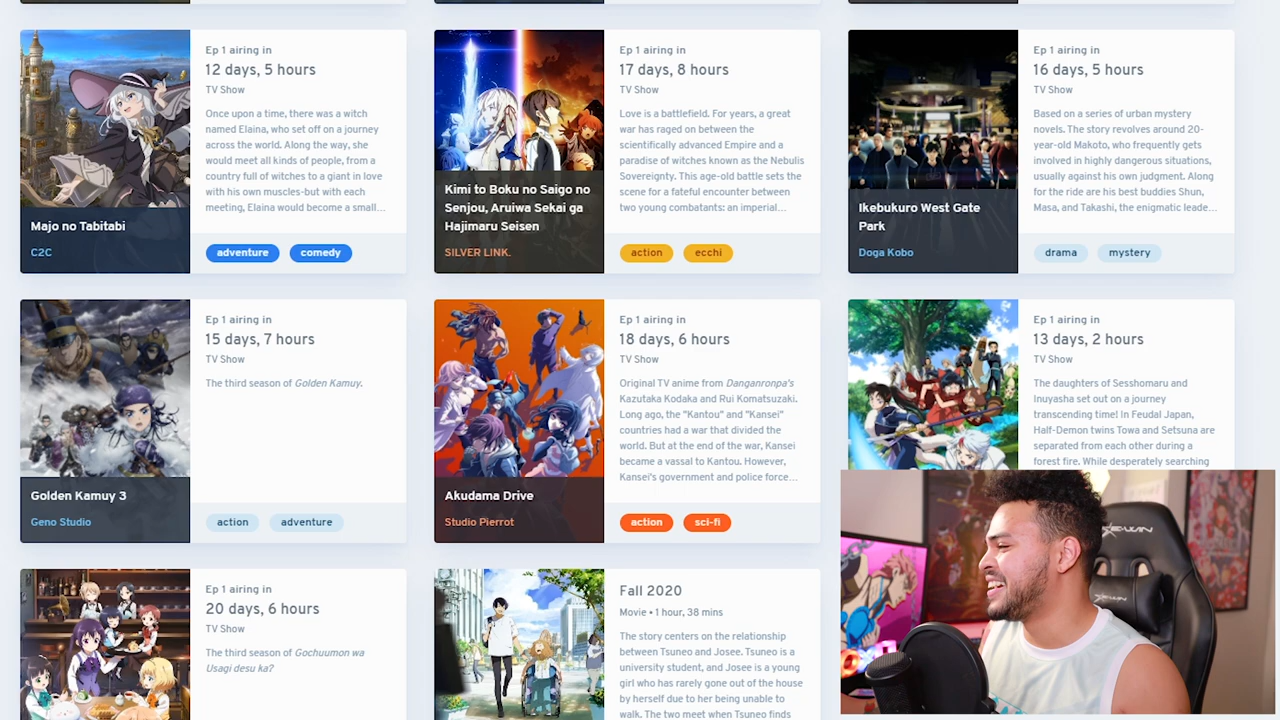 Ep 1 airing in
12 days, 5 hours
TV Show
Once upon a time, there was a witch
named Elaina, who set off on a journey
across the world. Along the way, she
would meet all kinds of people, from a
country full of witches to a giant in love
with his own muscles-but with each
meeting, Elaina would become a small...
Majo no Tabitabi
C2C
adventure
comedy
Ep 1 airing in
17 days, 8 hours
TV Show
Love is a battlefield. For years, a great
war has raged on between the
scientifically advanced Empire and a
paradise of witches known as the Nebulis
Sovereignty. This age-old battle sets the
scene for a fateful encounter between
two young combatants: an imperial...
Kimi to Boku no Saigo no
Senjou, Aruiwa Sekai ga
Hajimaru Seisen
SILVER LINK.
action
ecchi
Ep 1 airing in
16 days, 5 hours
TV Show
Based on a series of urban mystery
novels. The story revolves around 20-
year-old Makoto, who frequently gets
involved in highly dangerous situations,
usually against his own judgment. Along
for the ride are his best buddies Shun,
Masa, and Takashi, the enigmatic leade...
Ikebukuro West Gate
Park
Doga Kobo
drama
mystery
Ep 1 airing in
15 days, 7 hours
TV Show
The third season of Golden Kamuy.
Golden Kamuy 3
Geno Studio
action
adventure
Ep 1 airing in
18 days, 6 hours
TV Show
Original TV anime from Danganronpa's
Kazutaka Kodaka and Rui Komatsuzaki.
Long ago, the "Kantou" and "Kansei"
countries had a war that divided the
world. But at the end of the war, Kansei
became a vassal to Kantou. However,
Kansei's government and police force...
Akudama Drive
Studio Pierrot
action
sci-fi
Ep 1 airing in
13 days, 2 hours
TV Show
The daughters of Sesshomaru and
Inuyasha set out on a journey
transcending time! In Feudal Japan,
Half-Demon twins Towa and Setsuna are
separated from each other during a
forest fire. While desperately searching
Ep 1 airing in
20 days, 6 hours
TV Show
The third season of Gochuumon wa
Usagi desu ka?
Fall 2020
Movie • 1 hour, 38 mins
The story centers on the relationship
between Tsuneo and Josee. Tsuneo is a
university student, and Josee is a young
girl who has rarely gone out of the house
by herself due to her being unable to
walk. The two meet when Tsuneo finds